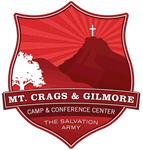 MT. CRAGS & GILMORE
CAMP & CONFERENCE CENTER
THE SALVATION
ARMY